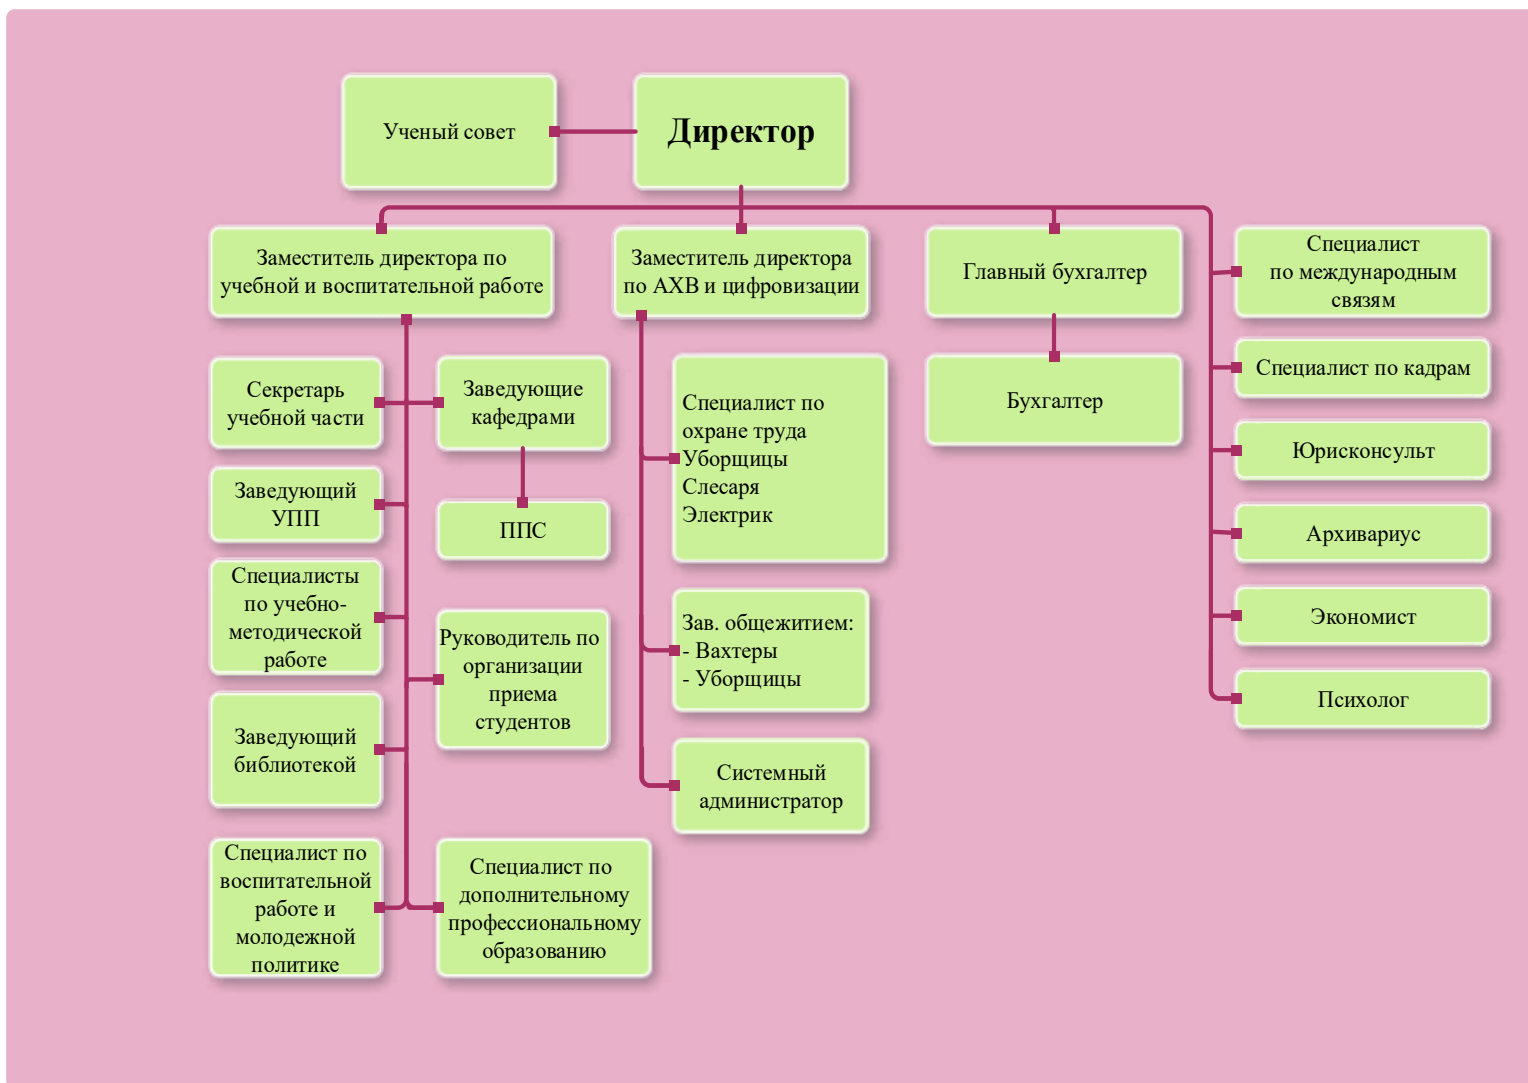 Ученый совет
Директор
Заместитель директора по
учебной и воспитательной работе
Заместитель директора
по АХВ и цифровизации
Главный бухгалтер
Специалист
по международным
связям
Секретарь
учебной части
Заведующие
кафедрами
Специалист по
охране труда
Уборщицы
Слесаря
Электрик
Бухгалтер
Специалист по кадрам
Юрисконсульт
Заведующий
УПП
ППС
Архивариус
Специалисты
по учебно-
методической
работе
Руководитель по
организации
приема
студентов
Зав. общежитием:
- Вахтеры
- Уборщицы
Экономист
Психолог
Заведующий
библиотекой
Системный
администратор
Специалист по
воспитательной
работе и
молодежной
политике
Специалист по
дополнительному
профессиональному
образованию